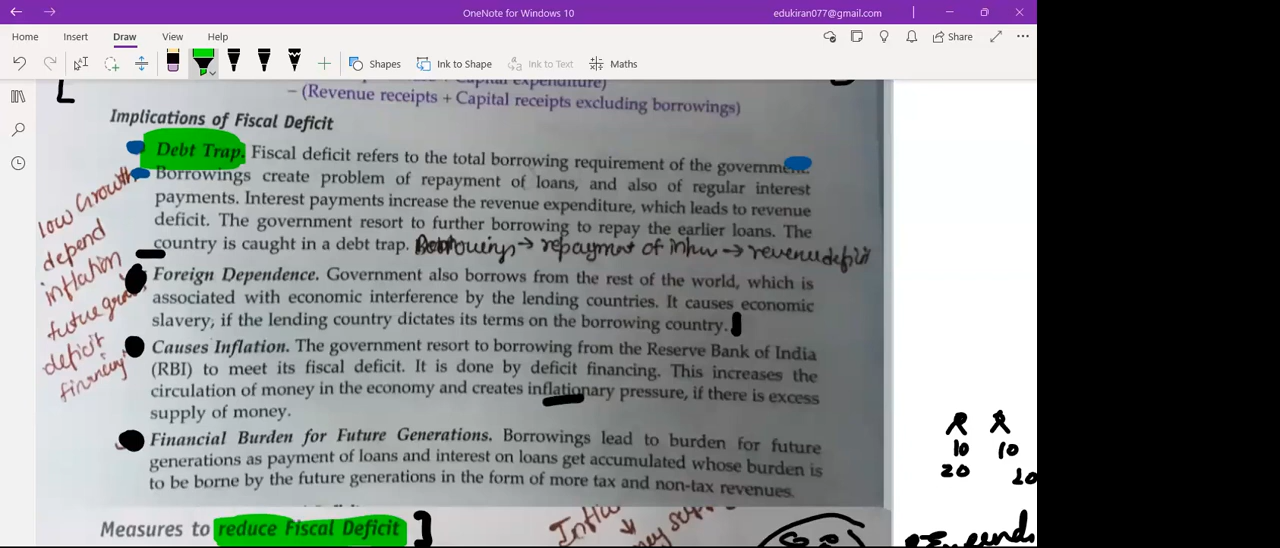 OneNote for Windows 10
edukiran077@gmail.com
Home Insert Draw View Help
Share
Shapes Ink to Shape Ink to Text Maths
– (Revenue receipts + Capital receipts excluding borrowings)
Implications of Fiscal Deficit
Debt Trap. Fiscal deficit refers to the total borrowing requirement of the government.
Borrowings create problem of repayment of loans, and also of regular interest
payments. Interest payments increase the revenue expenditure, which leads to revenue
deficit. The government resort to further borrowing to repay the earlier loans. The
country is caught in a debt trap. Borrowings → repayment of → revenue deficit
Low Growth
depend
inflation
future
deficit
financing
Foreign Dependence. Government also borrows from the rest of the world, which is
associated with economic interference by the lending countries. It causes economic
slavery, if the lending country dictates its terms on the borrowing country.
Causes Inflation. The government resort to borrowing from the Reserve Bank of India
(RBI) to meet its fiscal deficit. It is done by deficit financing. This increases the
circulation of money in the economy and creates inflationary pressure, if there is excess
supply of money.
Financial Burden for Future Generations. Borrowings lead to burden for future
generations as payment of loans and interest on loans get accumulated whose burden is
to be borne by the future generations in the form of more tax and non-tax revenues.
Measures to reduce Fiscal Deficit
R R
10 10
20 20